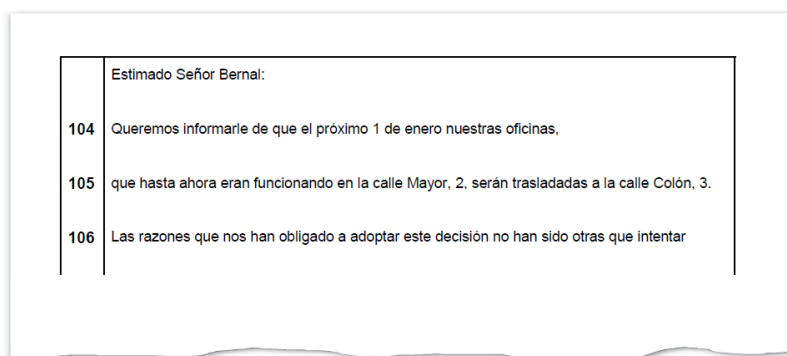 Estimado Señor Bernal:
104 Queremos informarle de que el próximo 1 de enero nuestras oficinas,
105 que hasta ahora eran funcionando en la calle Mayor, 2, serán trasladadas a la calle Colón, 3.
106 Las razones que nos han obligado a adoptar este decisión no han sido otras que intentar